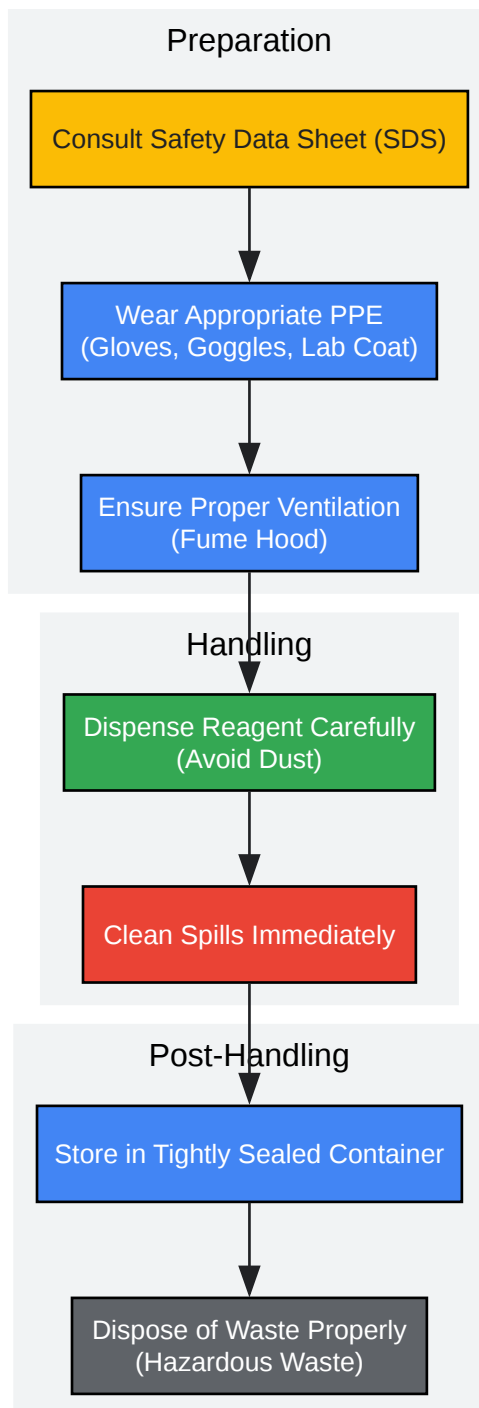 Preparation
Consult Safety Data Sheet (SDS)
Wear Appropriate PPE
(Gloves, Goggles, Lab Coat)
Ensure Proper Ventilation
(Fume Hood)
Handling
Dispense Reagent Carefully
(Avoid Dust)
Clean Spills Immediately
Post-Handling
Store in Tightly Sealed Container
Dispose of Waste Properly
(Hazardous Waste)